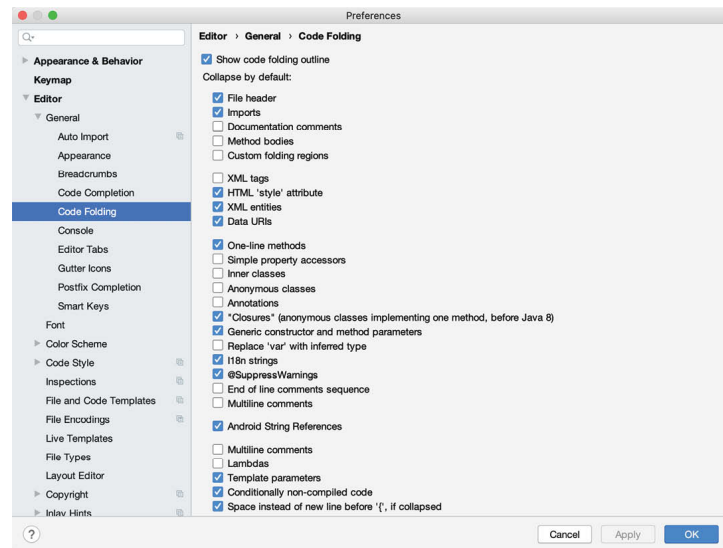 Preferences
Appearance & Behavior
Keymap
Editor
General
Auto Import
Appearance
Breadcrumbs
Code Completion
Code Folding
Console
Editor Tabs
Gutter Icons
Postfix Completion
Smart Keys
Font
Color Scheme
Code Style
Inspections
File and Code Templates
File Encodings
Live Templates
File Types
Layout Editor
Copyright
Inlay Hints
Editor › General › Code Folding
Show code folding outline
Collapse by default:
File header
Imports
Documentation comments
Method bodies
Custom folding regions
XML tags
HTML 'style' attribute
XML entities
Data URIs
One-line methods
Simple property accessors
Inner classes
Anonymous classes
Annotations
"Closures" (anonymous classes implementing one method, before Java 8)
Generic constructor and method parameters
Replace 'var' with inferred type
I18n strings
@SuppressWarnings
End of line comments sequence
Multiline comments
Android String References
Multiline comments
Lambdas
Template parameters
Conditionally non-compiled code
Space instead of new line before '{', if collapsed
?
Cancel
Apply
OK